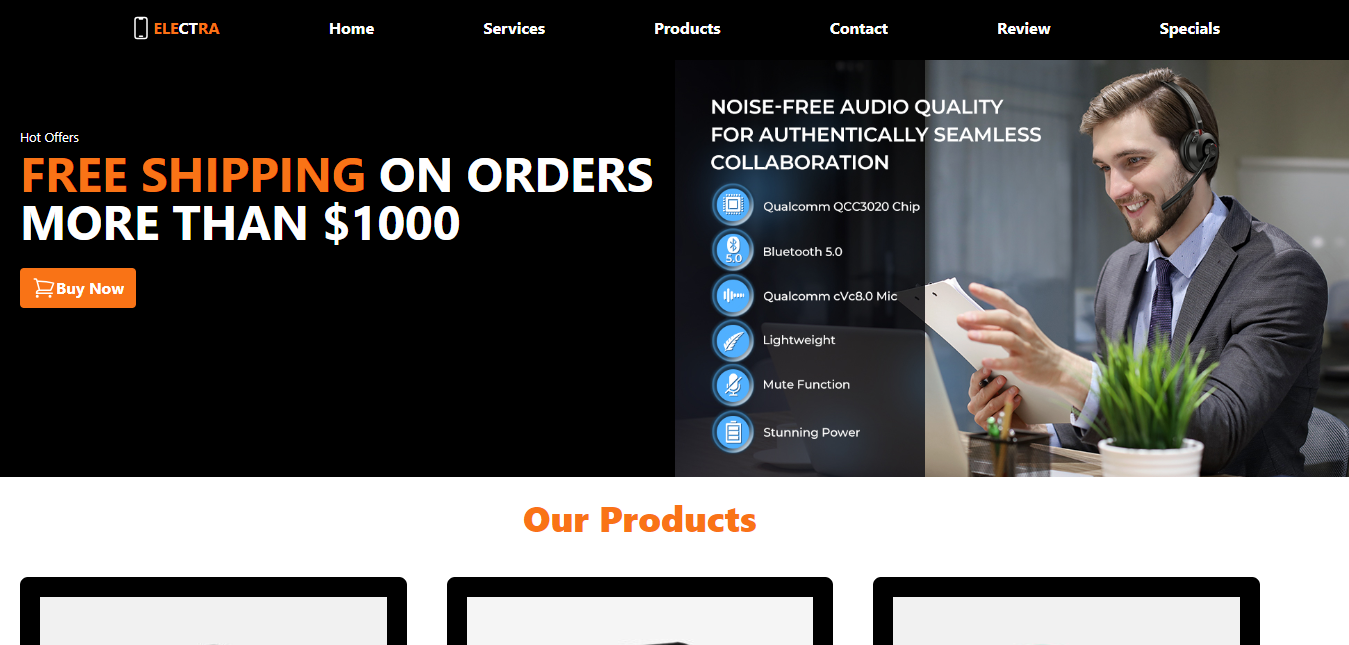 ELECTRA
Home
Services
Products
Contact
Review
Specials
Hot Offers
FREE SHIPPING ON ORDERS
MORE THAN $1000
Buy Now
NOISE-FREE AUDIO QUALITY
FOR AUTHENTICALLY SEAMLESS
COLLABORATION
Qualcomm QCC3020 Chip
5.0
Bluetooth 5.0
Qualcomm cVc8.0 Mic
Lightweight
Mute Function
Stunning Power
Our Products